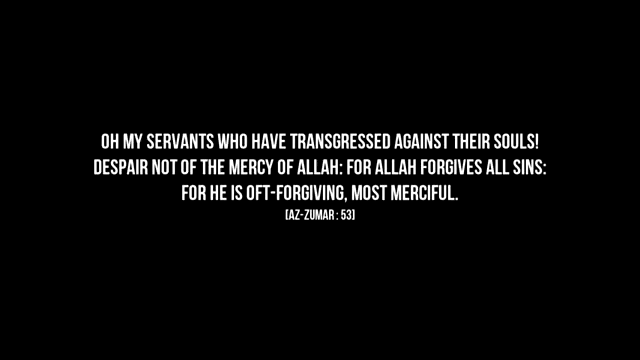 OH MY SERVANTS WHO HAVE TRANSGRESSED AGAINST THEIR SOULS!
DESPAIR NOT OF THE MERCY OF ALLAH: FOR ALLAH FORGIVES ALL SINS:
FOR HE IS OFT-FORGIVING, MOST MERCIFUL.
(AZ-ZUMAR : 53)